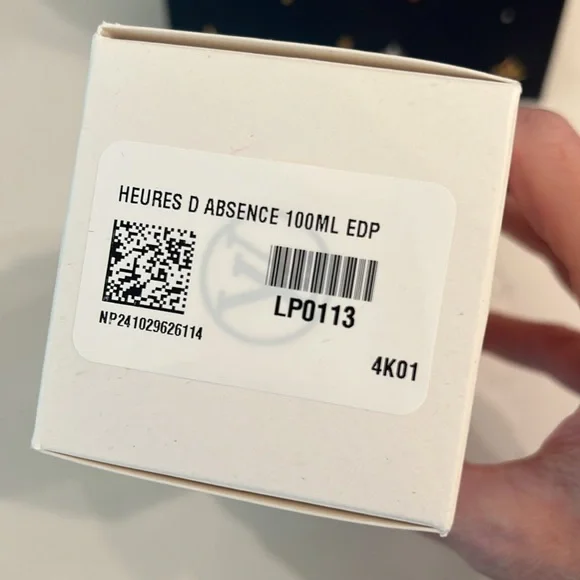 HEURES D ABSENCE 100ML EDP
LP0113
NP241029626114
4K01